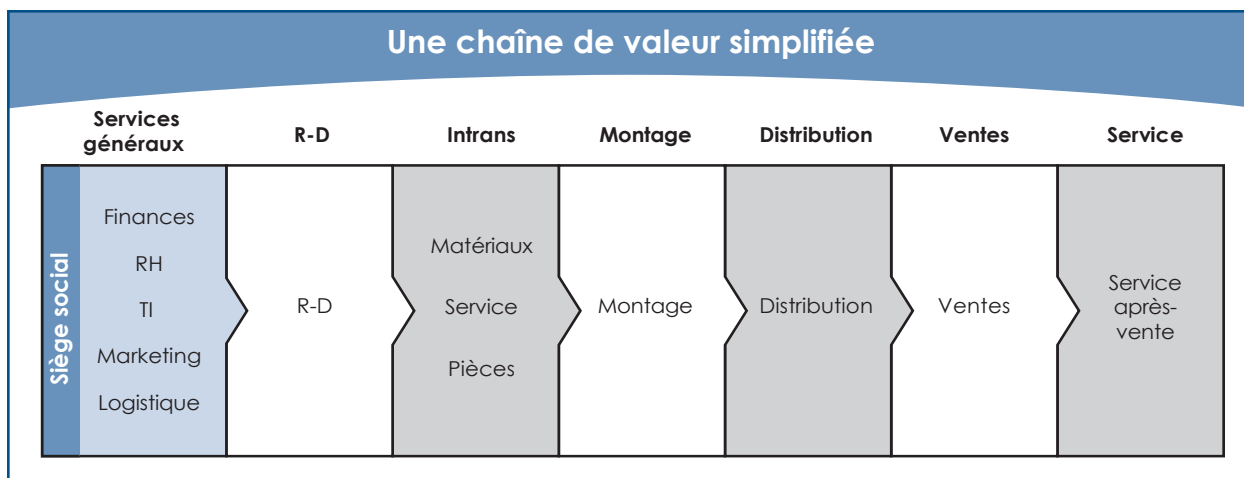 Une chaîne de valeur simplifiée
Services
généraux
R-D
Intrans
Montage
Distribution
Ventes
Service
Siège social
Finances
RH
TI
Marketing
Logistique
R-D
Matériaux
Service
Pièces
Montage
Distribution
Ventes
Service
après-
vente